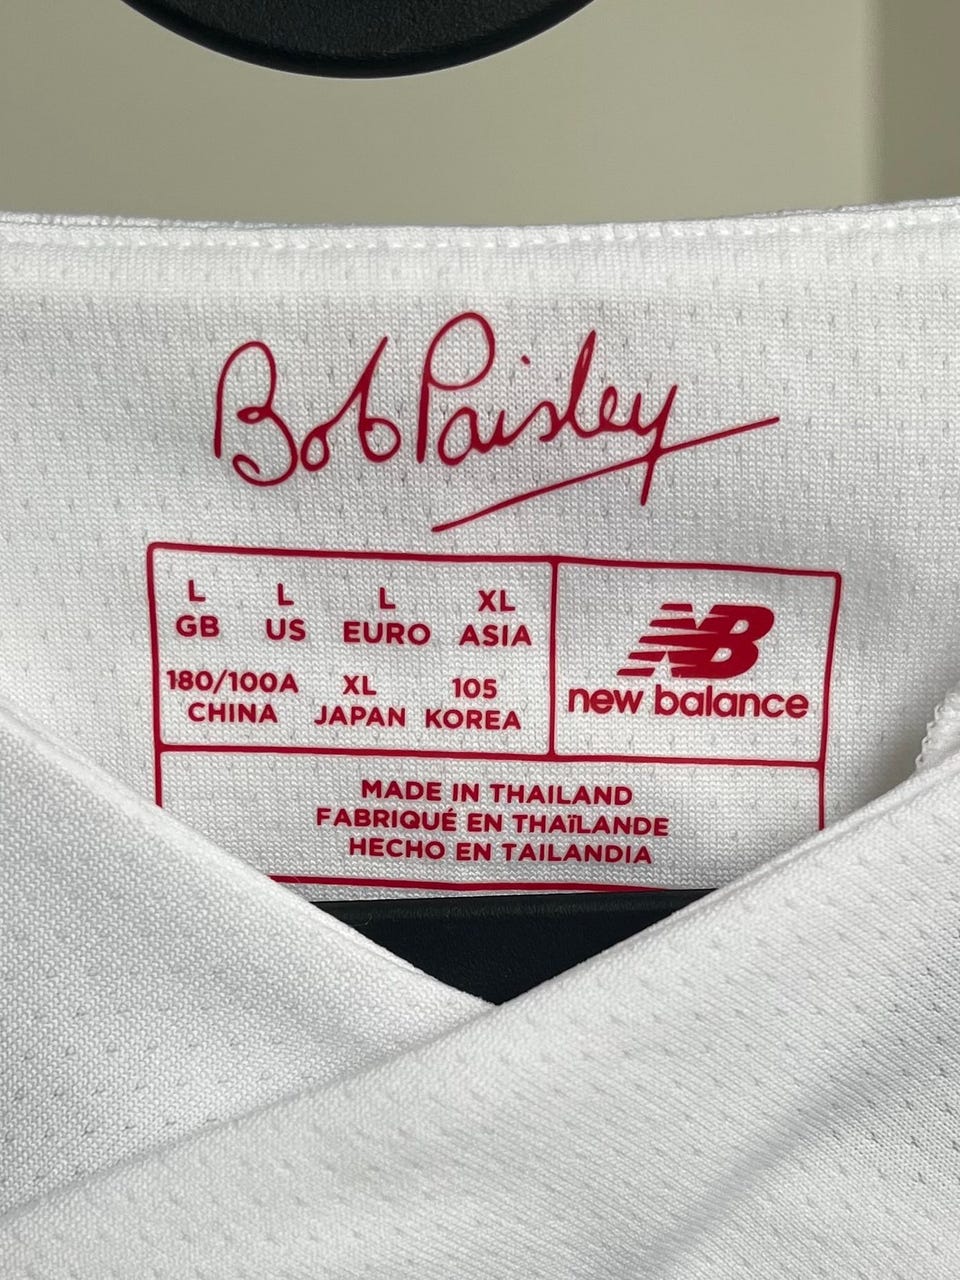 Bob Paisley
L L L XL
GB US EURO ASIA
180/100A XL 105
CHINA JAPAN KOREA
NB
new balance
MADE IN THAILAND
FABRIQUÉ EN THAÏLANDE
HECHO EN TAILANDIA